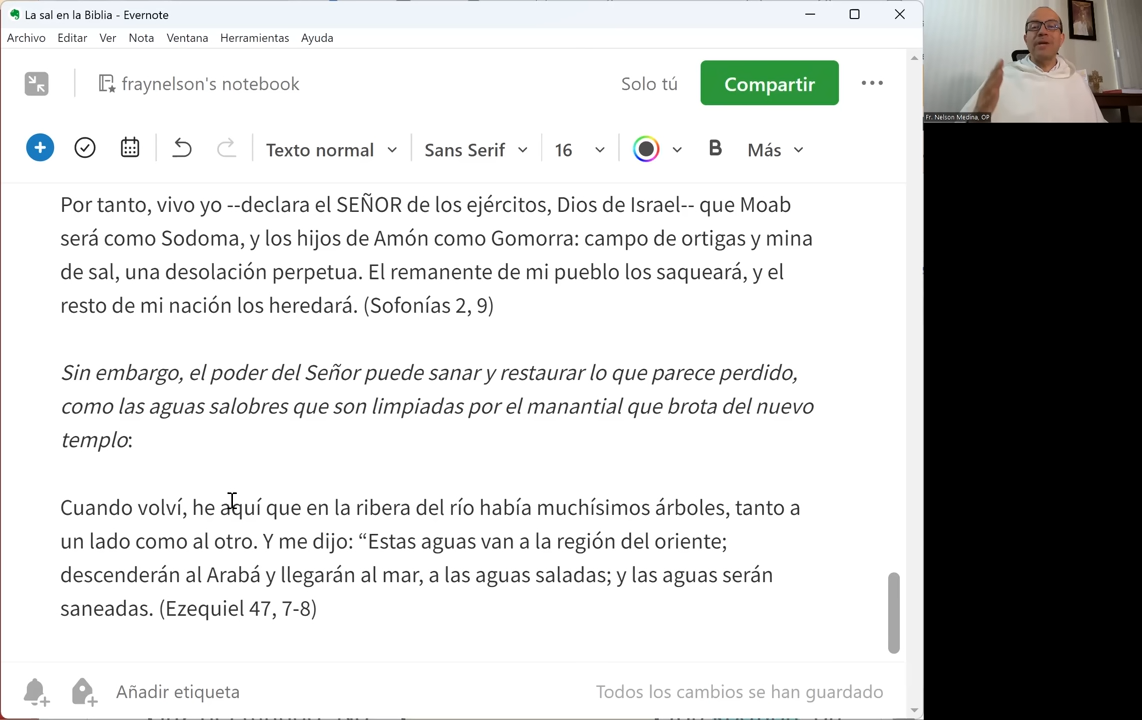 La sal en la Biblia - Evernote
Archivo Editar Ver Nota Ventana Herramientas Ayuda
fraynelson's notebook Solo tú Compartir
Texto normal Sans Serif 16 B Más
Por tanto, vivo yo --declara el SEÑOR de los ejércitos, Dios de Israel-- que Moab
será como Sodoma, y los hijos de Amón como Gomorra: campo de ortigas y mina
de sal, una desolación perpetua. El remanente de mi pueblo los saqueará, y el
resto de mi nación los heredará. (Sofonías 2, 9)
Sin embargo, el poder del Señor puede sanar y restaurar lo que parece perdido,
como las aguas salobres que son limpiadas por el manantial que brota del nuevo
templo:
Cuando volví, he aquí que en la ribera del río había muchísimos árboles, tanto a
un lado como al otro. Y me dijo: “Estas aguas van a la región del oriente;
descenderán al Arabá y llegarán al mar, a las aguas saladas; y las aguas serán
saneadas. (Ezequiel 47, 7-8)
Añadir etiqueta Todos los cambios se han guardado
Fr. Nelson Medina, OP